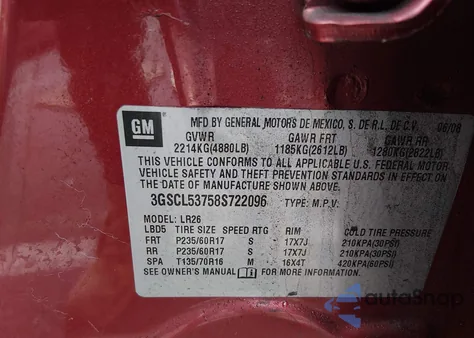 GM
MFD BY GENERAL MOTORS DE MEXICO, S. DE R.L. DE C.V. 06/08
GVWR GAWR FRT GAWR RR
2214KG(4880LB) 1185KG(2612LB) 1280KG(2822LB)
THIS VEHICLE CONFORMS TO ALL APPLICABLE U.S. FEDERAL MOTOR
VEHICLE SAFETY AND THEFT PREVENTION STANDARDS IN EFFECT
ON THE DATE OF MANUFACTURE SHOWN ABOVE.
3GSCL53758S722096 TYPE: M.P.V.
MODEL: LR26
LBD5 TIRE SIZE SPEED RTG RIM COLD TIRE PRESSURE
FRT P235/60R17 S 17X7J 210KPA(30PSI)
RR P235/60R17 S 17X7J 210KPA(30PSI)
SPA T135/70R16 M 16X4T 420KPA(60PSI)
SEE OWNER'S MANUAL FOR MORE INFORMATION
autoSnap